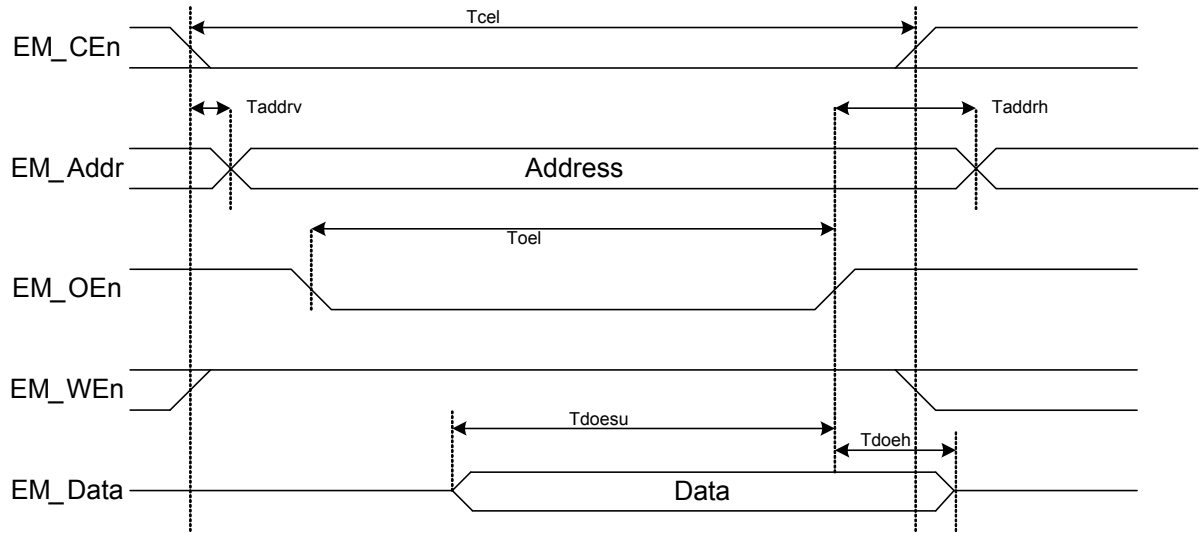 Tcel
EM_CEn
Taddrv
Taddrh
EM_Addr
Address
Toel
EM_OEn
EM_WEn
Tdoesu
Tdoeh
EM_Data
Data